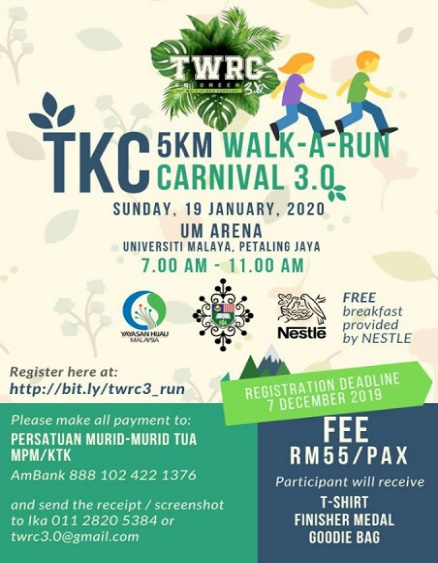 TWRC
GO GREEN
3.0
TKC
5KM WALK-A-RUN
CARNIVAL 3.0
SUNDAY, 19 JANUARY, 2020
UM ARENA
UNIVERSITI MALAYA, PETALING JAYA
7.00 AM - 11.00 AM
YAYASAN HIJAU
MALAYSIA
Nestlé
FREE
breakfast
provided
by NESTLE
Register here at:
http://bit.ly/twrc3_run
REGISTRATION DEADLINE
7 DECEMBER 2019
Please make all payment to:
PERSATUAN MURID-MURID TUA
MPM/KTK
AmBank 888 102 422 1376
and send the receipt / screenshot
to Ika 011 2820 5384 or
twrc3.0@gmail.com
FEE
RM55/PAX
Participant will receive
T-SHIRT
FINISHER MEDAL
GOODIE BAG